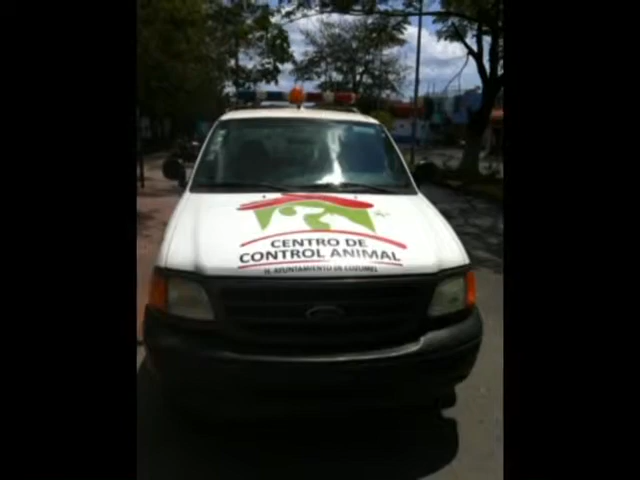 CENTRO DE
CONTROL ANIMAL
H. AYUNTAMIENTO DE COZUMEL